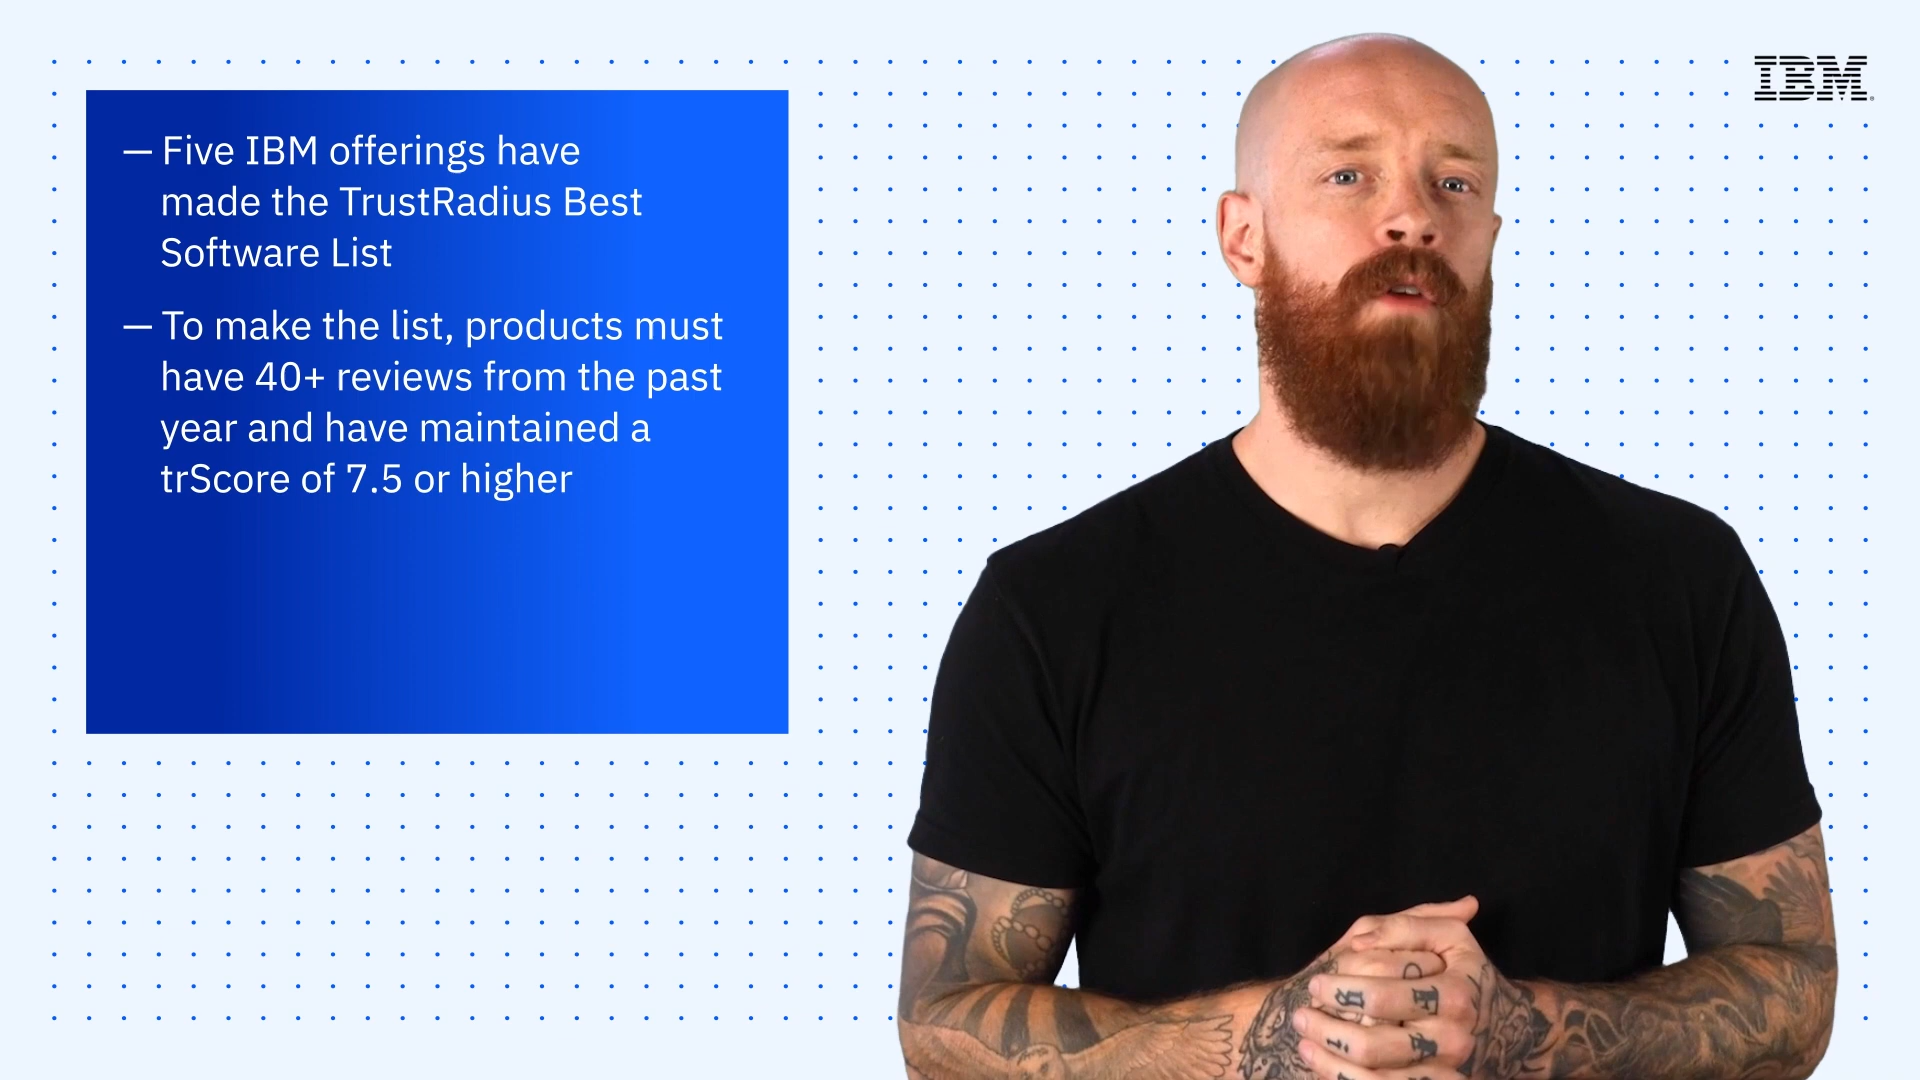 — Five IBM offerings have
made the TrustRadius Best
Software List
— To make the list, products must
have 40+ reviews from the past
year and have maintained a
trScore of 7.5 or higher
IBM